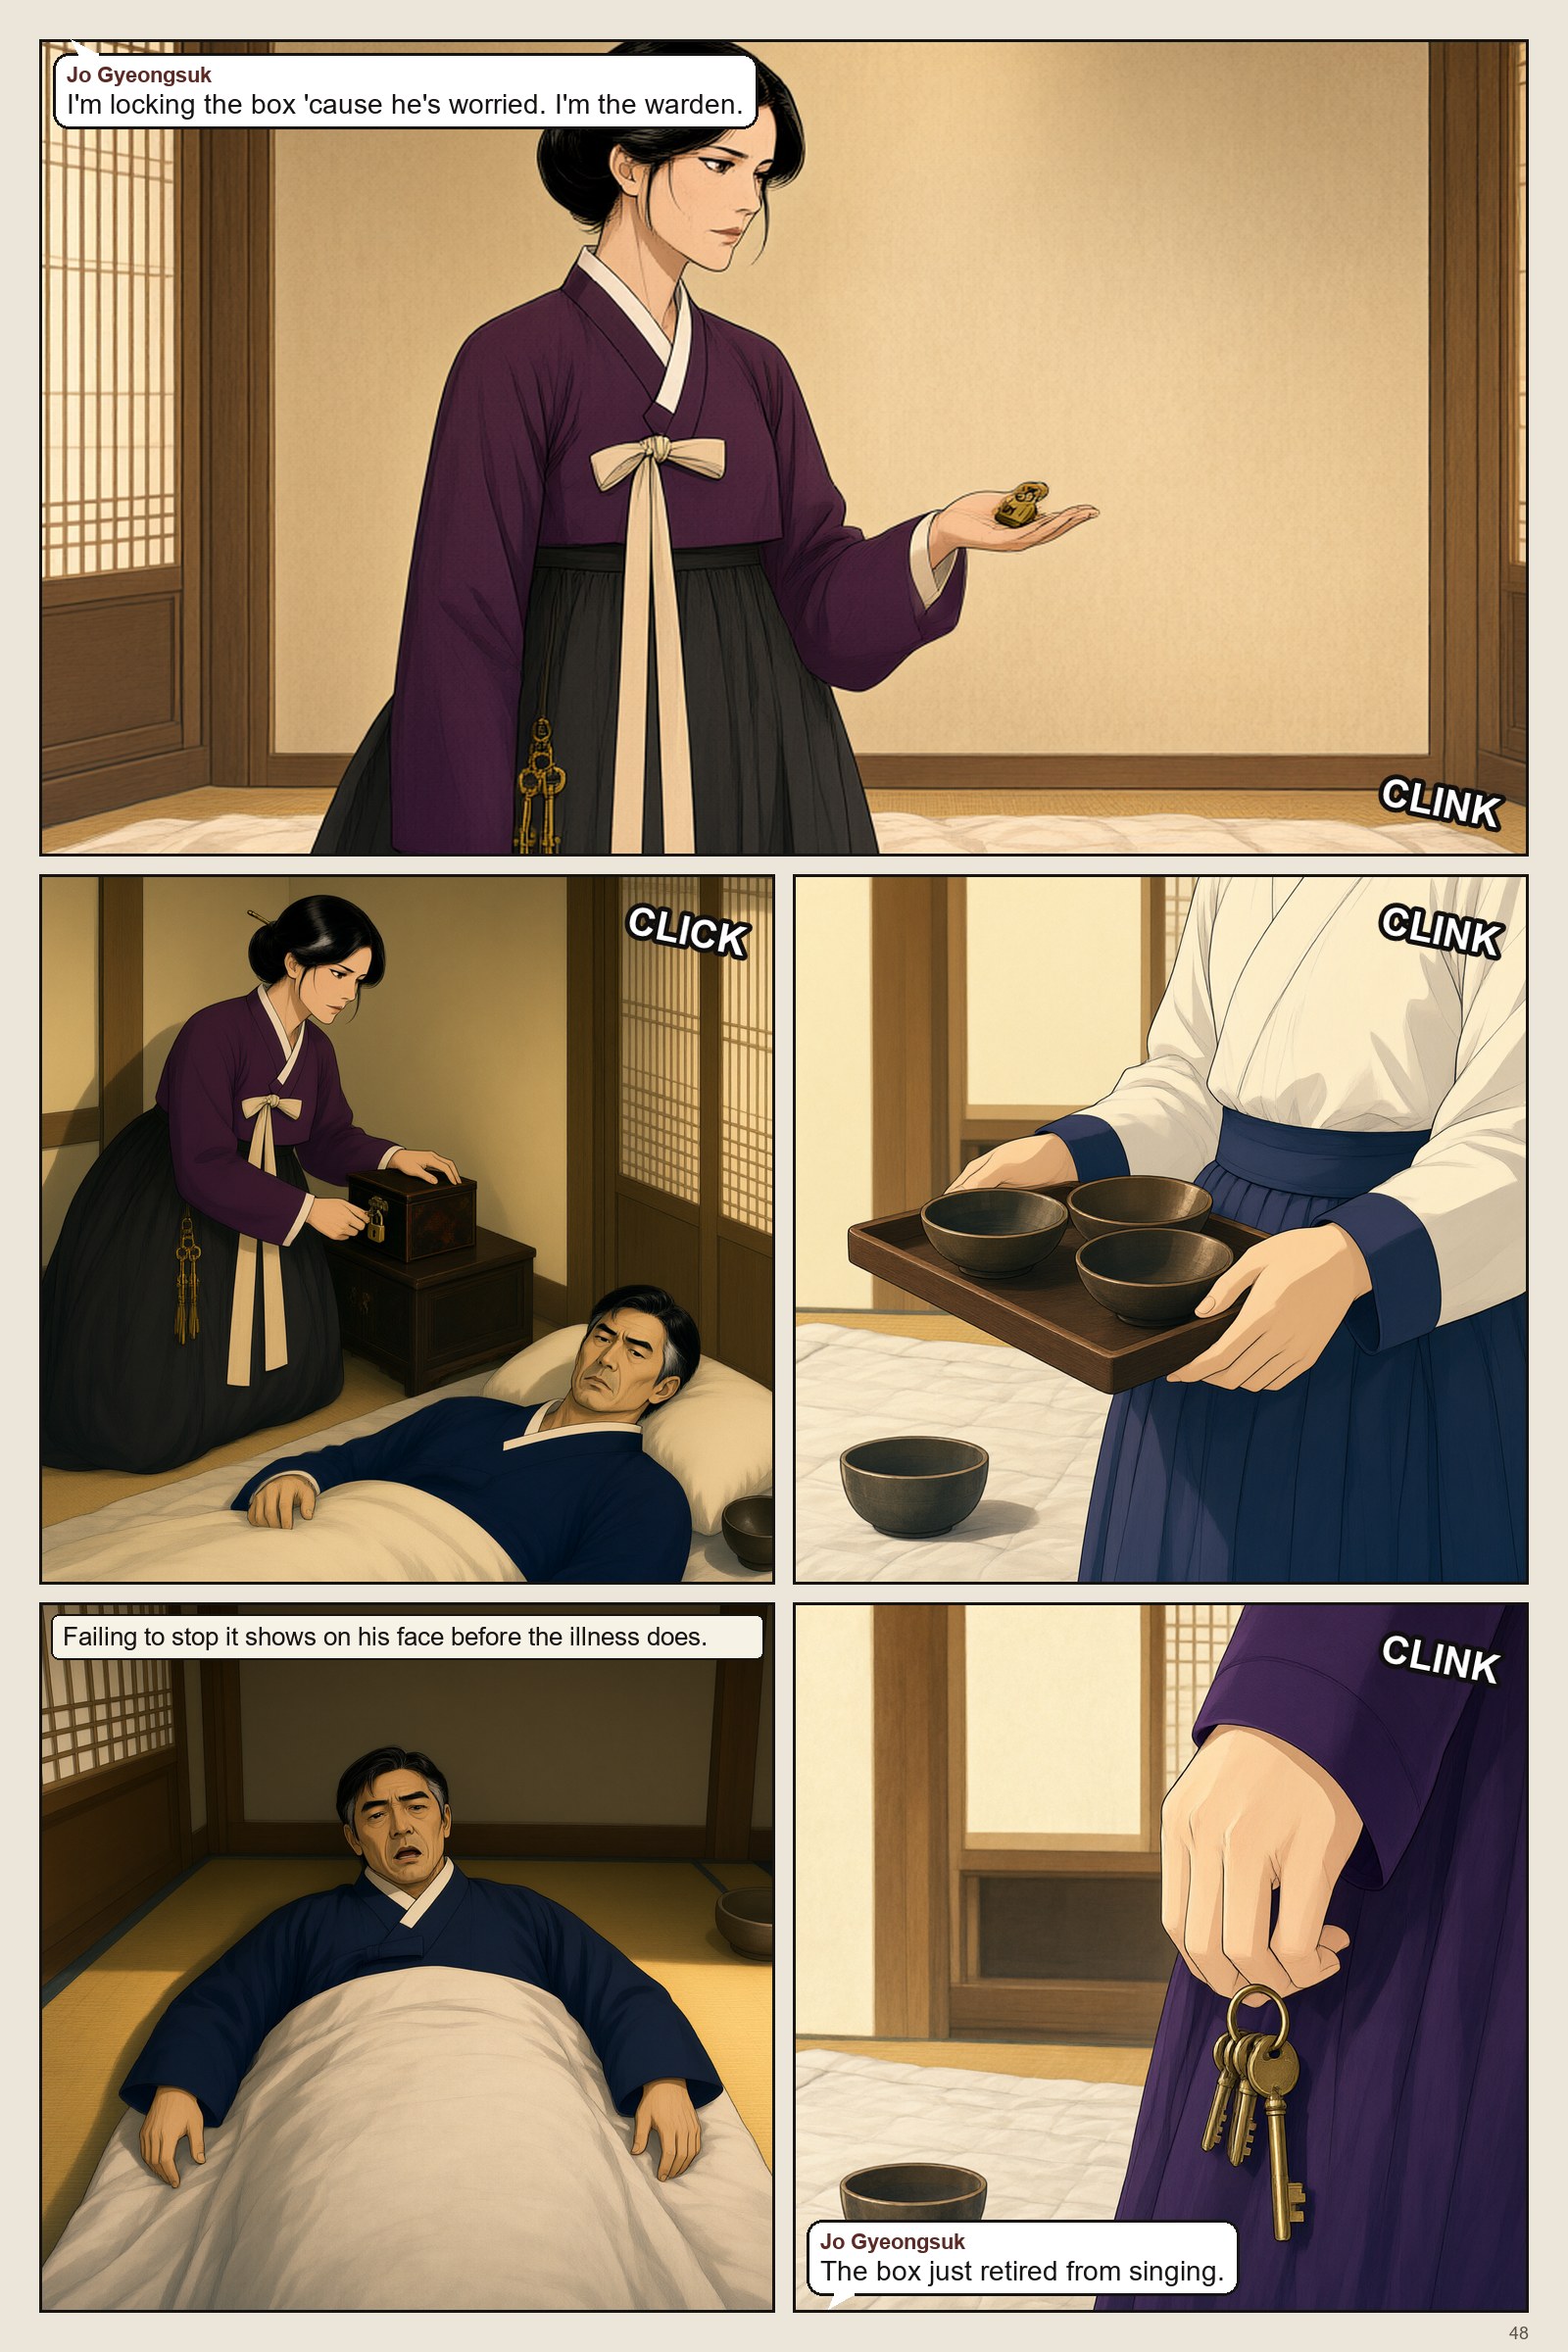 Jo Gyeongsuk
I'm locking the box 'cause he's worried. I'm the warden.
CLINK
CLICK
CLINK
Failing to stop it shows on his face before the illness does.
CLINK
Jo Gyeongsuk
The box just retired from singing.
48